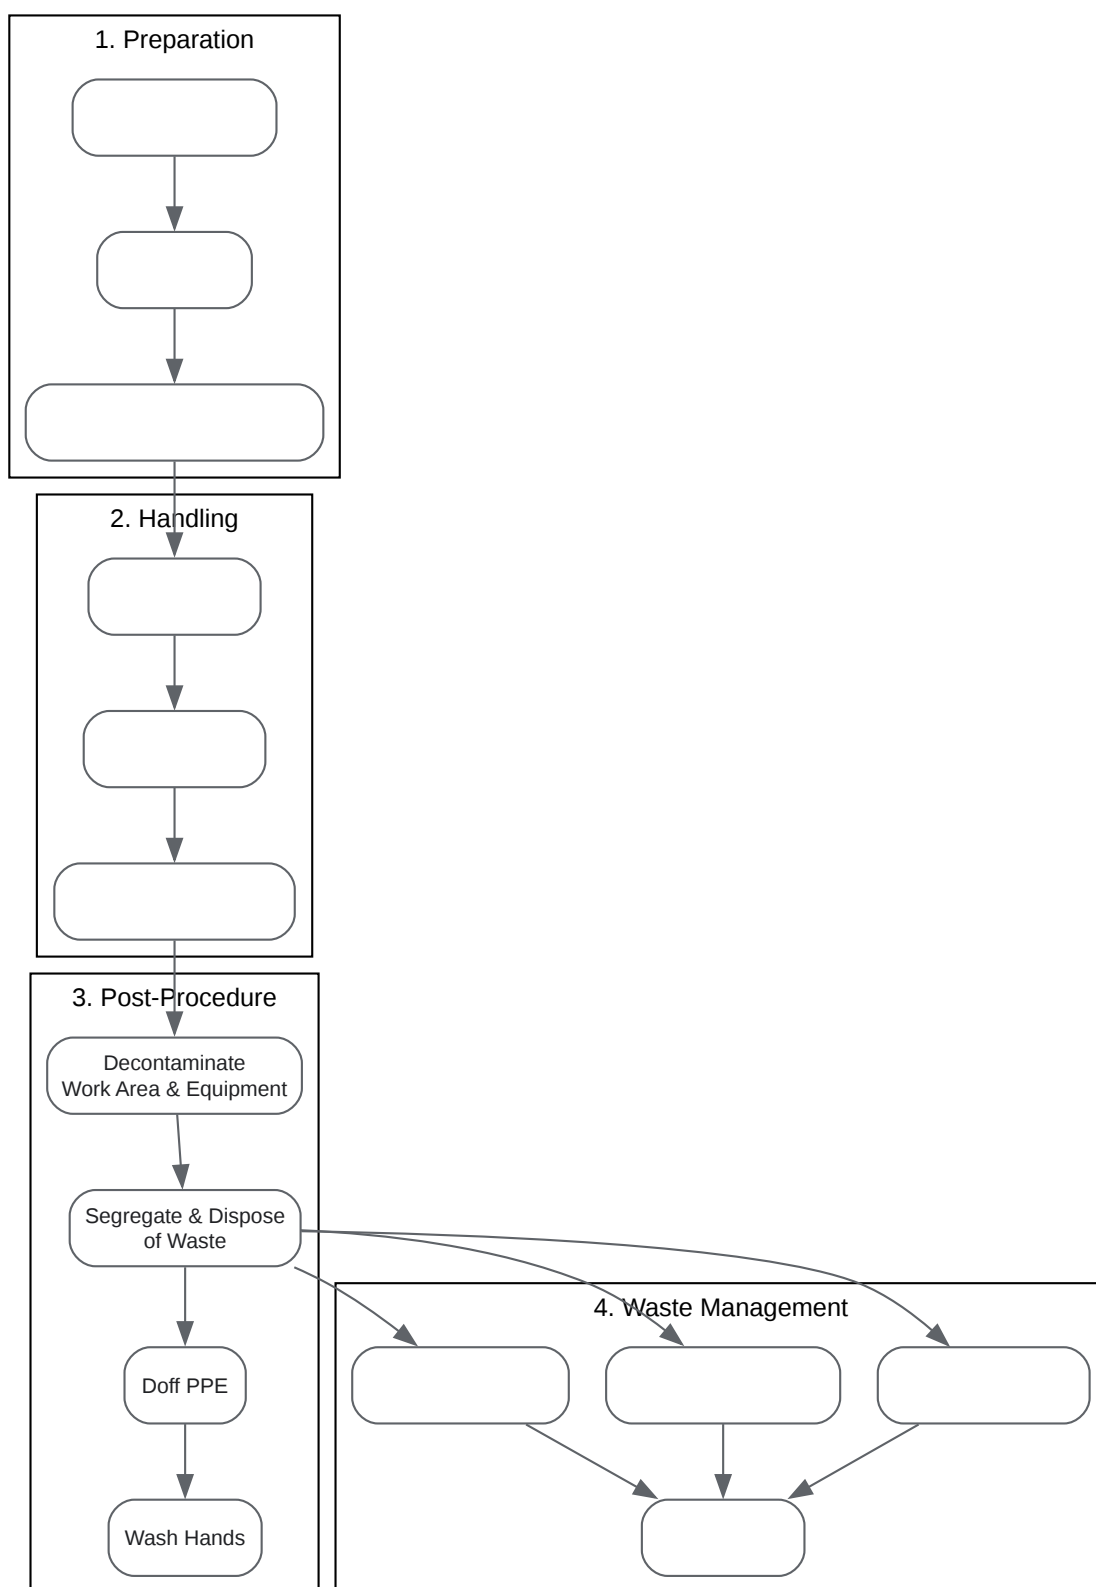 1. Preparation
2. Handling
3. Post-Procedure
Decontaminate
Work Area & Equipment
Segregate & Dispose
of Waste
4. Waste Management
Doff PPE
Wash Hands